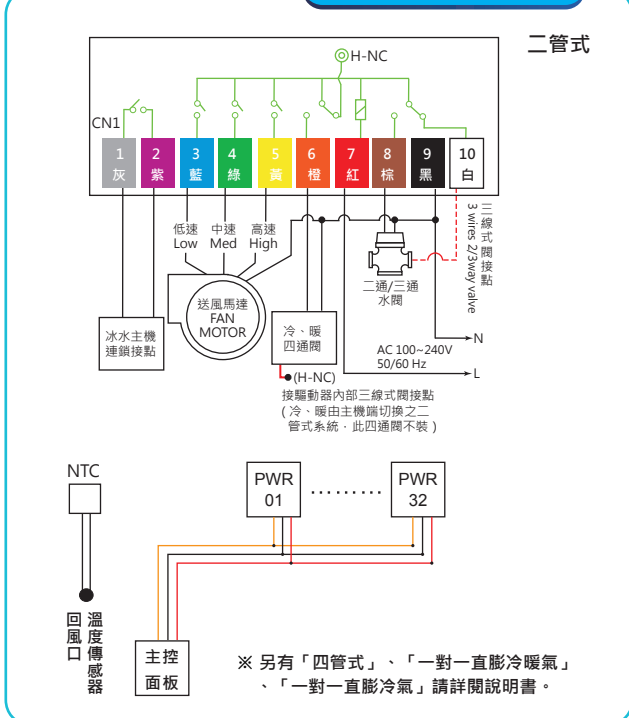 二管式
H-NC
CN1
1 2 3 4 5 6 7 8 9 10
灰 紫 藍 綠 黃 橙 紅 棕 黑 白
低速 中速 高速
Low Med High
三線式閥接點
3 wires 2/3way valve
二通/三通
水閥
送風馬達
FAN
MOTOR
冰水主機
連鎖接點
冷、暖
四通閥
N
AC 100~240V
50/60 Hz
L
(H-NC)
接驅動器內部三線式閥接點
( 冷、暖由主機端切換之二
管式系統，此四通閥不裝 )
NTC
PWR
01
.........
PWR
32
溫度傳感器
回風口
主控
面板
※ 另有「四管式」、「一對一直膨冷暖氣」
、「一對一直膨冷氣」請詳閱說明書。